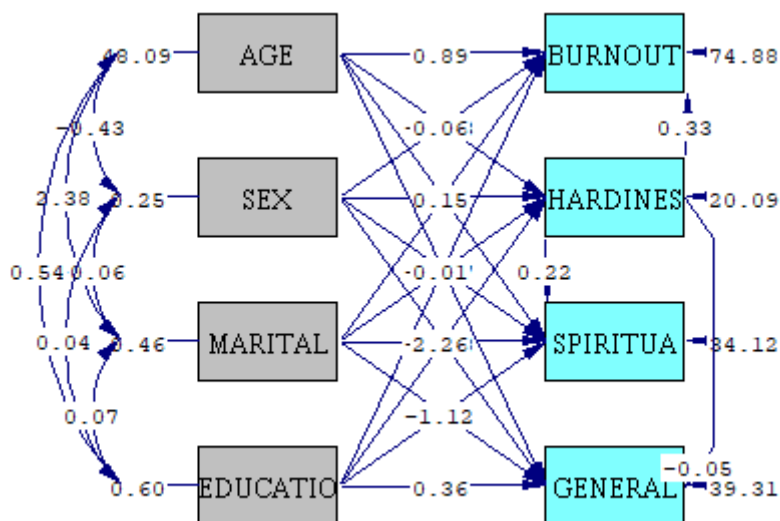 48.09 AGE 0.89 BURNOUT 74.88
-0.43 -0.06 0.33
2.38 0.25 SEX 0.15 HARDINES 20.09
0.54 0.06 -0.01 0.22
0.04 0.46 MARITAL -2.26 SPIRITUA 34.12
0.07 -1.12
-0.05
0.60 EDUCATIO 0.36 GENERAL 39.31